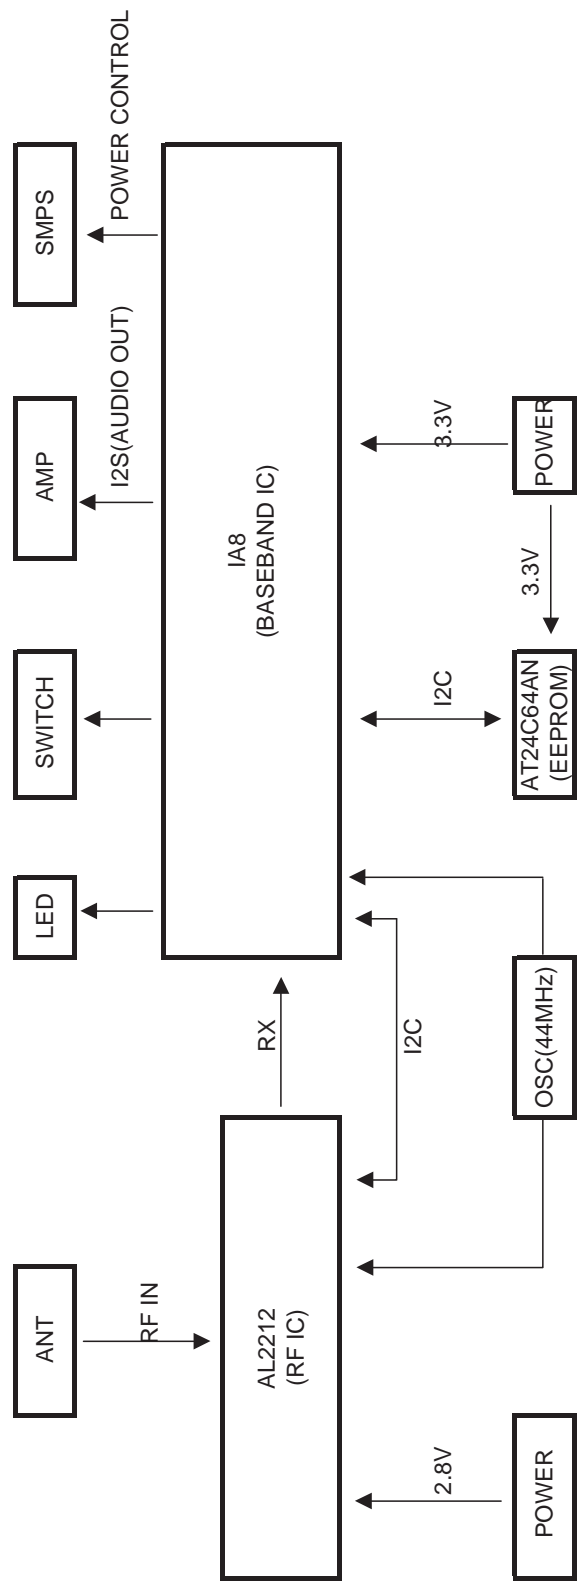 ANT
LED
SWITCH
AMP
SMPS
RF IN
I2S(AUDIO OUT)
POWER CONTROL
AL2212
(RF IC)
RX
IA8
(BASEBAND IC)
2.8V
I2C
I2C
3.3V
POWER
OSC(44MHz)
AT24C64AN
(EEPROM)
3.3V
POWER